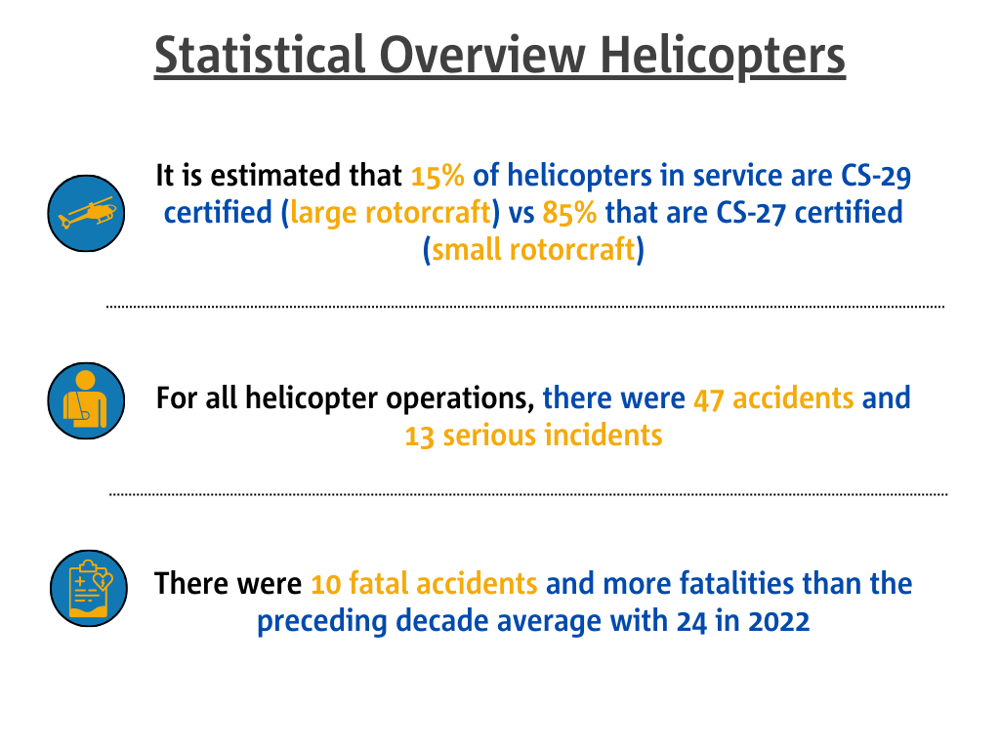 Statistical Overview Helicopters
It is estimated that 15% of helicopters in service are CS-29
certified (large rotorcraft) vs 85% that are CS-27 certified
(small rotorcraft)
For all helicopter operations, there were 47 accidents and
13 serious incidents
There were 10 fatal accidents and more fatalities than the
preceding decade average with 24 in 2022